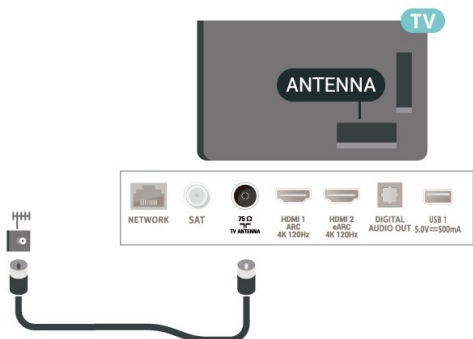 TV
ANTENNA
NETWORK
SAT
75 Ω
TV ANTENNA
HDMI 1
ARC
4K 120Hz
HDMI 2
eARC
4K 120Hz
DIGITAL
AUDIO OUT
USB 1
5.0V⎓500mA